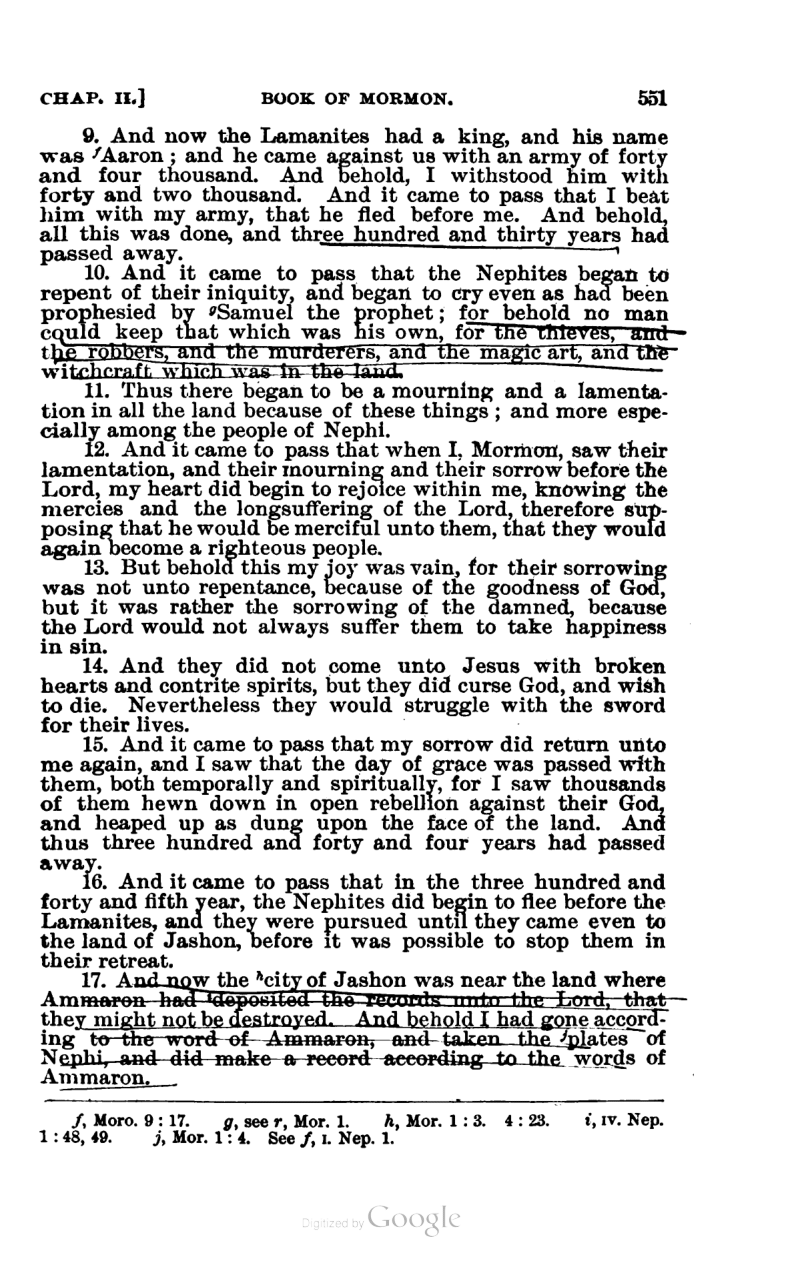 CHAP. II.] BOOK OF MORMON. 551
9. And now the Lamanites had a king, and his name
was ᶠAaron; and he came against us with an army of forty
and four thousand. And behold, I withstood him with
forty and two thousand. And it came to pass that I beat
him with my army, that he fled before me. And behold,
all this was done, and three hundred and thirty years had
passed away.
10. And it came to pass that the Nephites began to
repent of their iniquity, and began to cry even as had been
prophesied by ᵍSamuel the prophet; for behold no man
could keep that which was his own, for the thieves, and
the robbers, and the murderers, and the magic art, and the
witchcraft which was in the land.
11. Thus there began to be a mourning and a lamenta-
tion in all the land because of these things; and more espe-
cially among the people of Nephi.
12. And it came to pass that when I, Mormon, saw their
lamentation, and their mourning and their sorrow before the
Lord, my heart did begin to rejoice within me, knowing the
mercies and the longsuffering of the Lord, therefore sup-
posing that he would be merciful unto them, that they would
again become a righteous people.
13. But behold this my joy was vain, for their sorrowing
was not unto repentance, because of the goodness of God,
but it was rather the sorrowing of the damned, because
the Lord would not always suffer them to take happiness
in sin.
14. And they did not come unto Jesus with broken
hearts and contrite spirits, but they did curse God, and wish
to die. Nevertheless they would struggle with the sword
for their lives.
15. And it came to pass that my sorrow did return unto
me again, and I saw that the day of grace was passed with
them, both temporally and spiritually, for I saw thousands
of them hewn down in open rebellion against their God,
and heaped up as dung upon the face of the land. And
thus three hundred and forty and four years had passed
away.
16. And it came to pass that in the three hundred and
forty and fifth year, the Nephites did begin to flee before the
Lamanites, and they were pursued until they came even to
the land of Jashon, before it was possible to stop them in
their retreat.
17. And now the ʰcity of Jashon was near the land where
Ammaron had ⁱdeposited the records unto the Lord, that
they might not be destroyed. And behold I had gone accord-
ing to the word of Ammaron, and taken the ʲplates of
Nephi, and did make a record according to the words of
Ammaron.
f, Moro. 9:17. g, see r, Mor. 1. h, Mor. 1:3. 4:23. i, IV. Nep.
1:48, 49. j, Mor. 1:4. See f, I. Nep. 1.
Digitized by Google